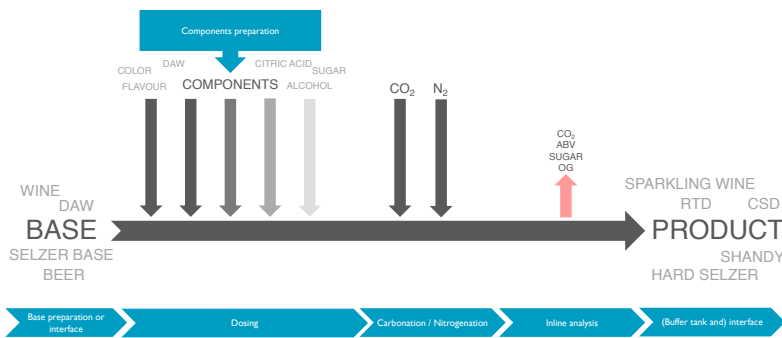 Components preparation
COLOR
DAW
CITRIC ACID
SUGAR
FLAVOUR
COMPONENTS
ALCOHOL
CO₂
N₂
CO₂
ABV
SUGAR
OG
WINE
DAW
BASE
SELZER BASE
BEER
SPARKLING WINE
RTD
CSD
PRODUCT
SHANDY
HARD SELZER
Base preparation or
interface
Dosing
Carbonation / Nitrogenation
Inline analysis
(Buffer tank and) interface